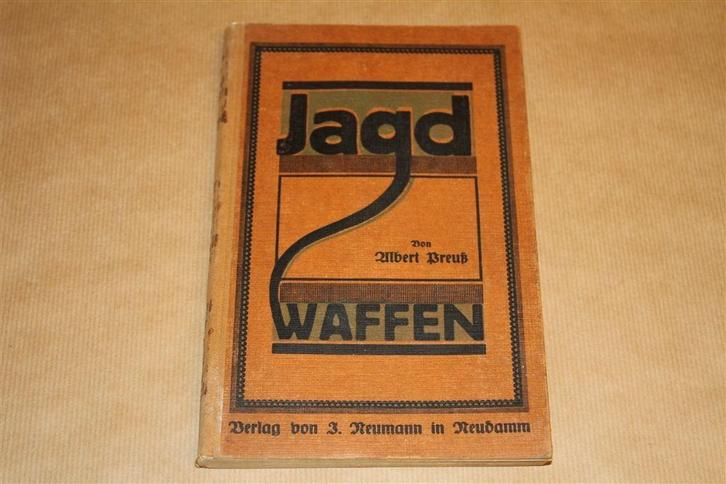 Jagd
Von
Albert Preuß
WAFFEN
Verlag von J. Neumann in Neudamm